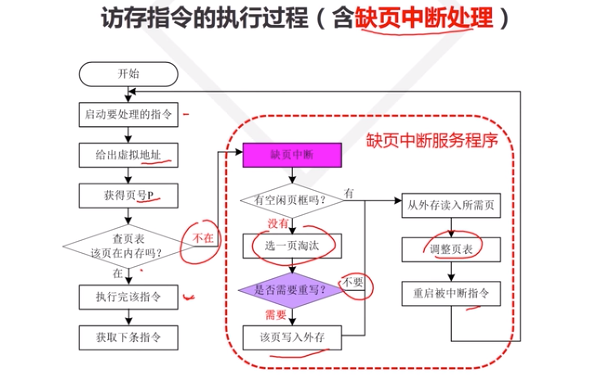 访存指令的执行过程（含缺页中断处理）
开始
启动要处理的指令
给出虚拟地址
获得页号P
查页表
该页在内存吗？
不在
在
执行完该指令
获取下条指令
缺页中断服务程序
缺页中断
有空闲页框吗？
有
没有
选一页淘汰
是否需要重写？
不要
需要
该页写入外存
从外存读入所需页
调整页表
重启被中断指令